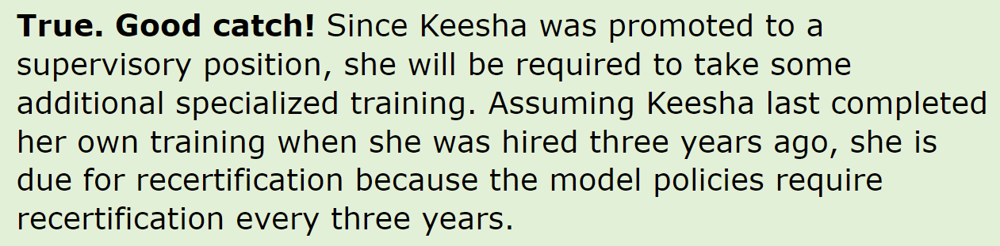 True. Good catch! Since Keesha was promoted to a
supervisory position, she will be required to take some
additional specialized training. Assuming Keesha last completed
her own training when she was hired three years ago, she is
due for recertification because the model policies require
recertification every three years.